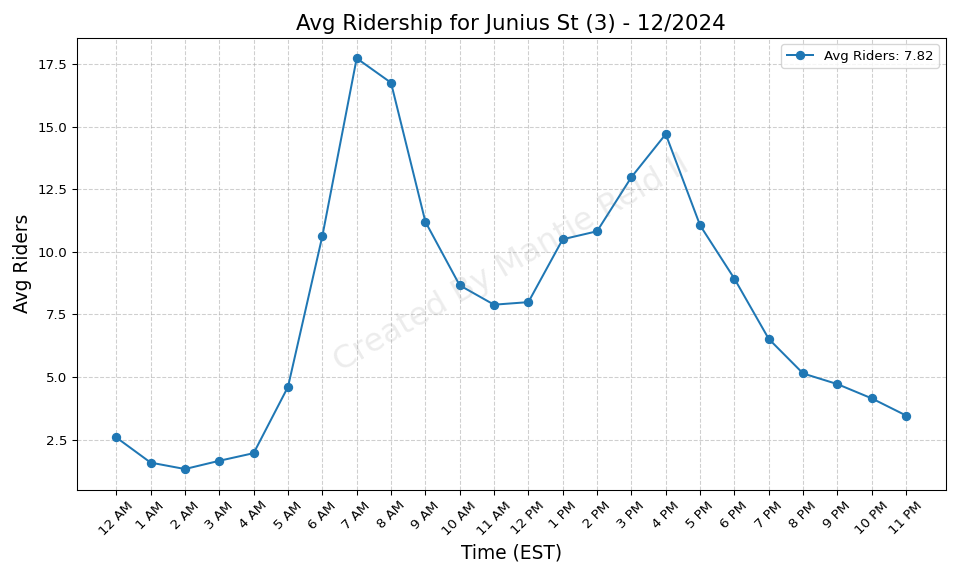 Avg Ridership for Junius St (3) - 12/2024
Avg Riders: 7.82
17.5
15.0
12.5
10.0
7.5
5.0
2.5
Avg Riders
Created By Mantie Reid II
12 AM
1 AM
2 AM
3 AM
4 AM
5 AM
6 AM
7 AM
8 AM
9 AM
10 AM
11 AM
12 PM
1 PM
2 PM
3 PM
4 PM
5 PM
6 PM
7 PM
8 PM
9 PM
10 PM
11 PM
Time (EST)